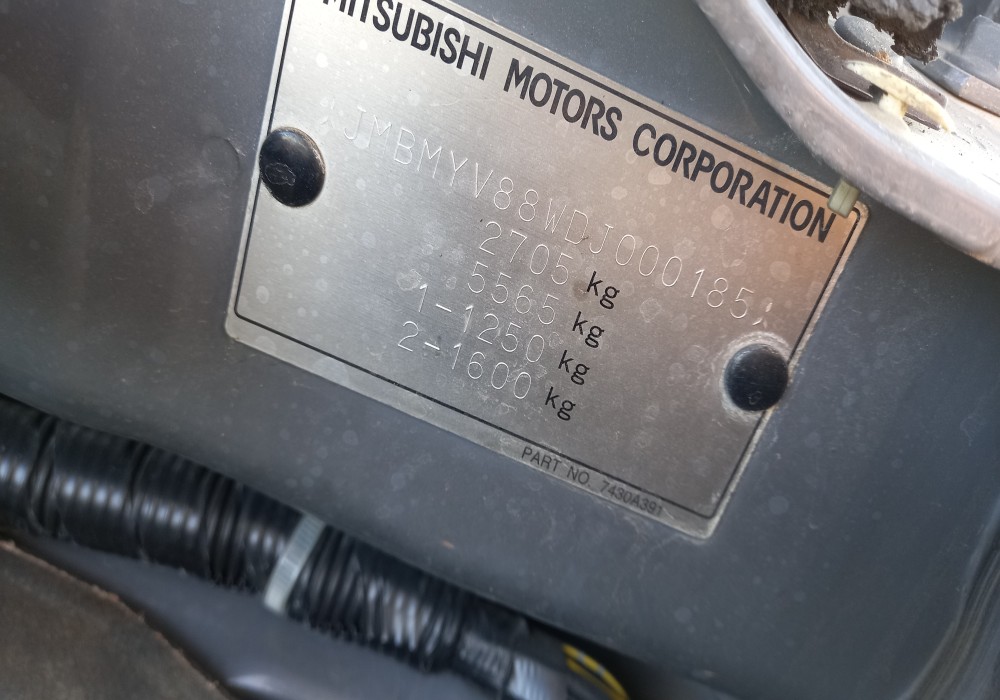 MITSUBISHI MOTORS CORPORATION
JMBMYV88WDJ000185
2705 kg
5565 kg
1-1250 kg
2-1600 kg
PART NO. 7430A391